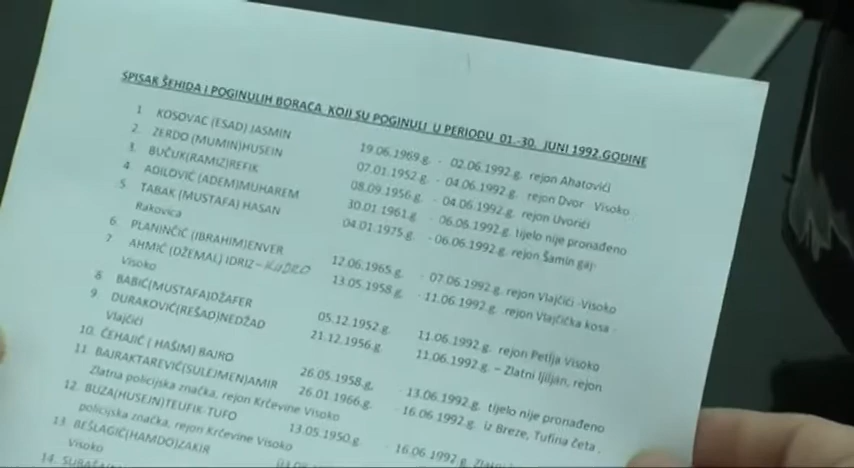 SPISAK ŠEHIDA I POGINULIH BORACA KOJI SU POGINULI U PERIODU 01.-30. JUNI 1992.GODINE
1 KOSOVAC (ESAD) JASMIN 19.06.1969.g. - 02.06.1992.g. rejon Ahatovići
2. ZERDO (MUMIN)HUSEIN 07.01.1952.g. - 04.06.1992.g. rejon Dvor - Visoko
3. BUČUK(RAMIZ)REFIK 08.09.1956.g. - 04.06.1992.g. rejon Uvorići
4. ADILOVIĆ (ADEM)MUHAREM 30.01.1961.g. - 06.06.1992.g. tijelo nije pronađeno
5. TABAK (MUSTAFA) HASAN 04.01.1975.g. - 06.06.1992.g. rejon Šamin gaj-
Rakovica
6. PLANINČIĆ (IBRAHIM)ENVER 12.06.1965.g. - 07.06.1992.g. rejon Vlajčići -Visoko
7 AHMIĆ (DŽEMAL) IDRIZ – KUDRO 13.05.1958.g. - 11.06.1992.g. rejon Vlajčićka kosa -
Visoko
8 BABIĆ(MUSTAFA)DŽAFER 05.12.1952.g. 11.06.1992.g. rejon Petlja Visoko
9. DURAKOVIĆ(REŠAD)NEDŽAD 21.12.1956.g. 11.06.1992.g. – Zlatni ljiljan, rejon
Vlajčići
10. ĆEHAJIĆ ( HAŠIM) BAJRO 26.05.1958.g. - 13.06.1992.g. tijelo nije pronađeno
11. BAJRAKTAREVIĆ(SULEJMEN)AMIR 26.01.1966.g. - 16.06.1992.g. iz Breze, Tufina četa ,
Zlatna policijska značka, rejon Krčevine Visoko
12. BUZA(HUSEJN)TEUFIK-TUFO 13.05.1950.g. - 16.06.1992.g.
policijska značka, rejon Krčevine Visoko
13. BEŠLAGIĆ(HAMDO)ZAKIR
Visoko
14.